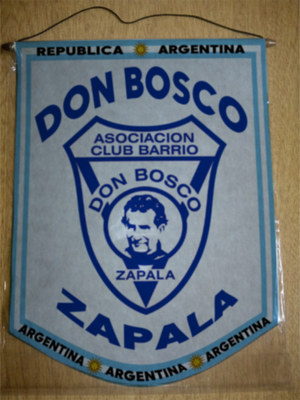 REPUBLICA ARGENTINA
DON BOSCO
ASOCIACION
CLUB BARRIO
DON BOSCO
ZAPALA
ZAPALA
ARGENTINA ARGENTINA ARGENTINA